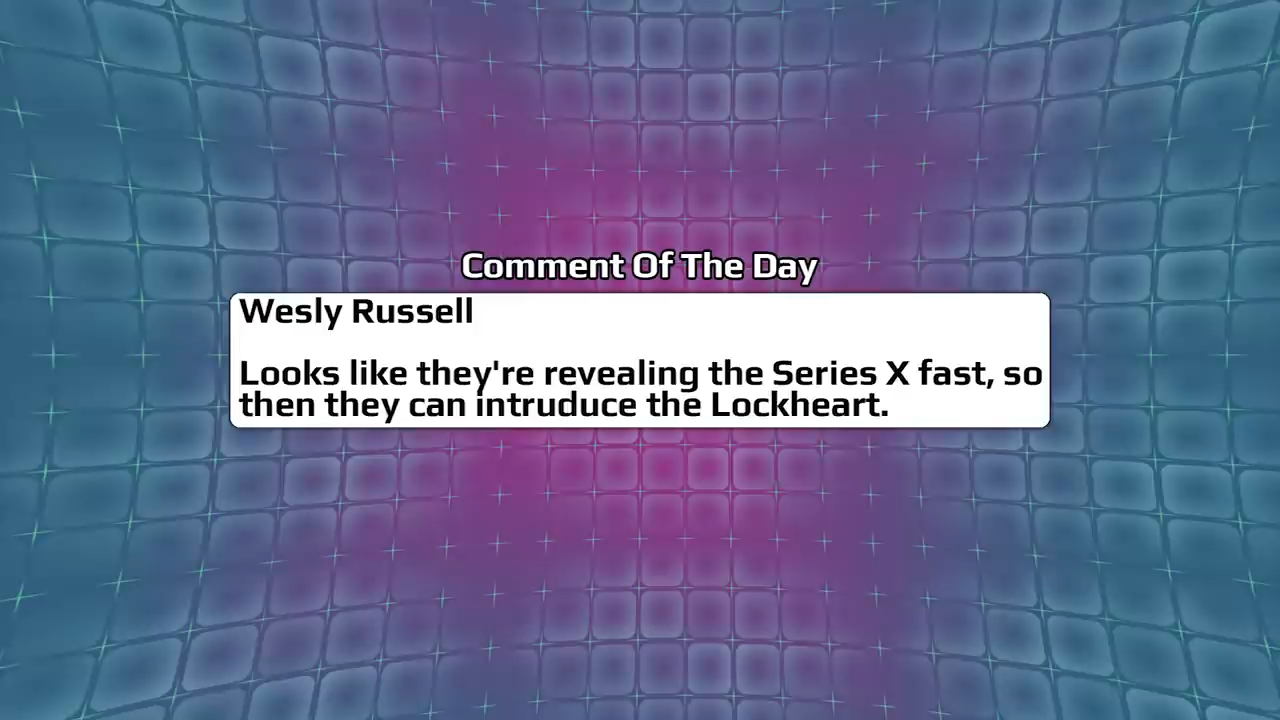 Comment Of The Day
Wesly Russell
Looks like they're revealing the Series X fast, so
then they can intruduce the Lockheart.